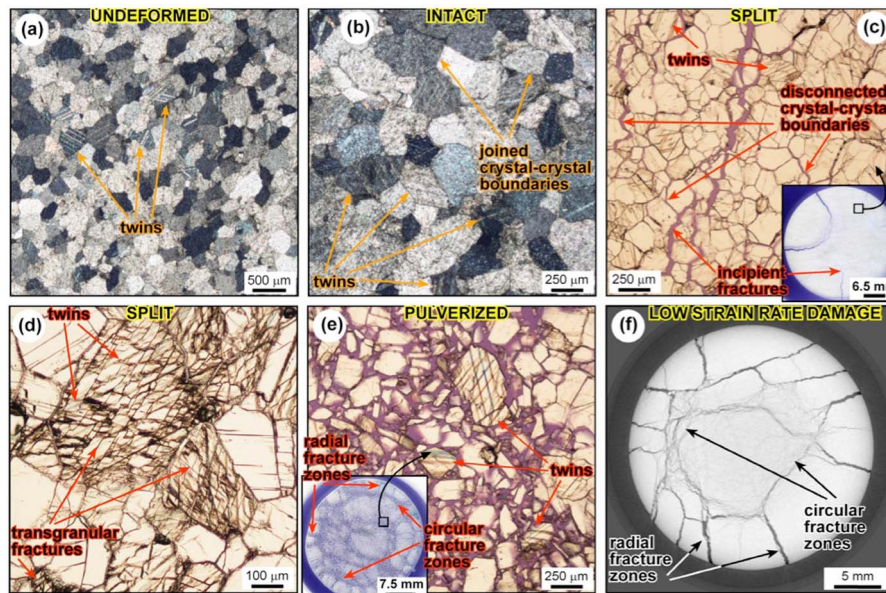 UNDEFORMED
(a)
twins
500 µm
INTACT
(b)
joined
crystal-crystal
boundaries
twins
250 µm
SPLIT
(c)
twins
disconnected
crystal-crystal
boundaries
incipient
fractures
250 µm
6.5 mm
SPLIT
(d)
twins
transgranular
fractures
100 µm
PULVERIZED
(e)
radial
fracture
zones
twins
circular
fracture
zones
7.5 mm
250 µm
LOW STRAIN RATE DAMAGE
(f)
circular
fracture
zones
radial
fracture
zones
5 mm